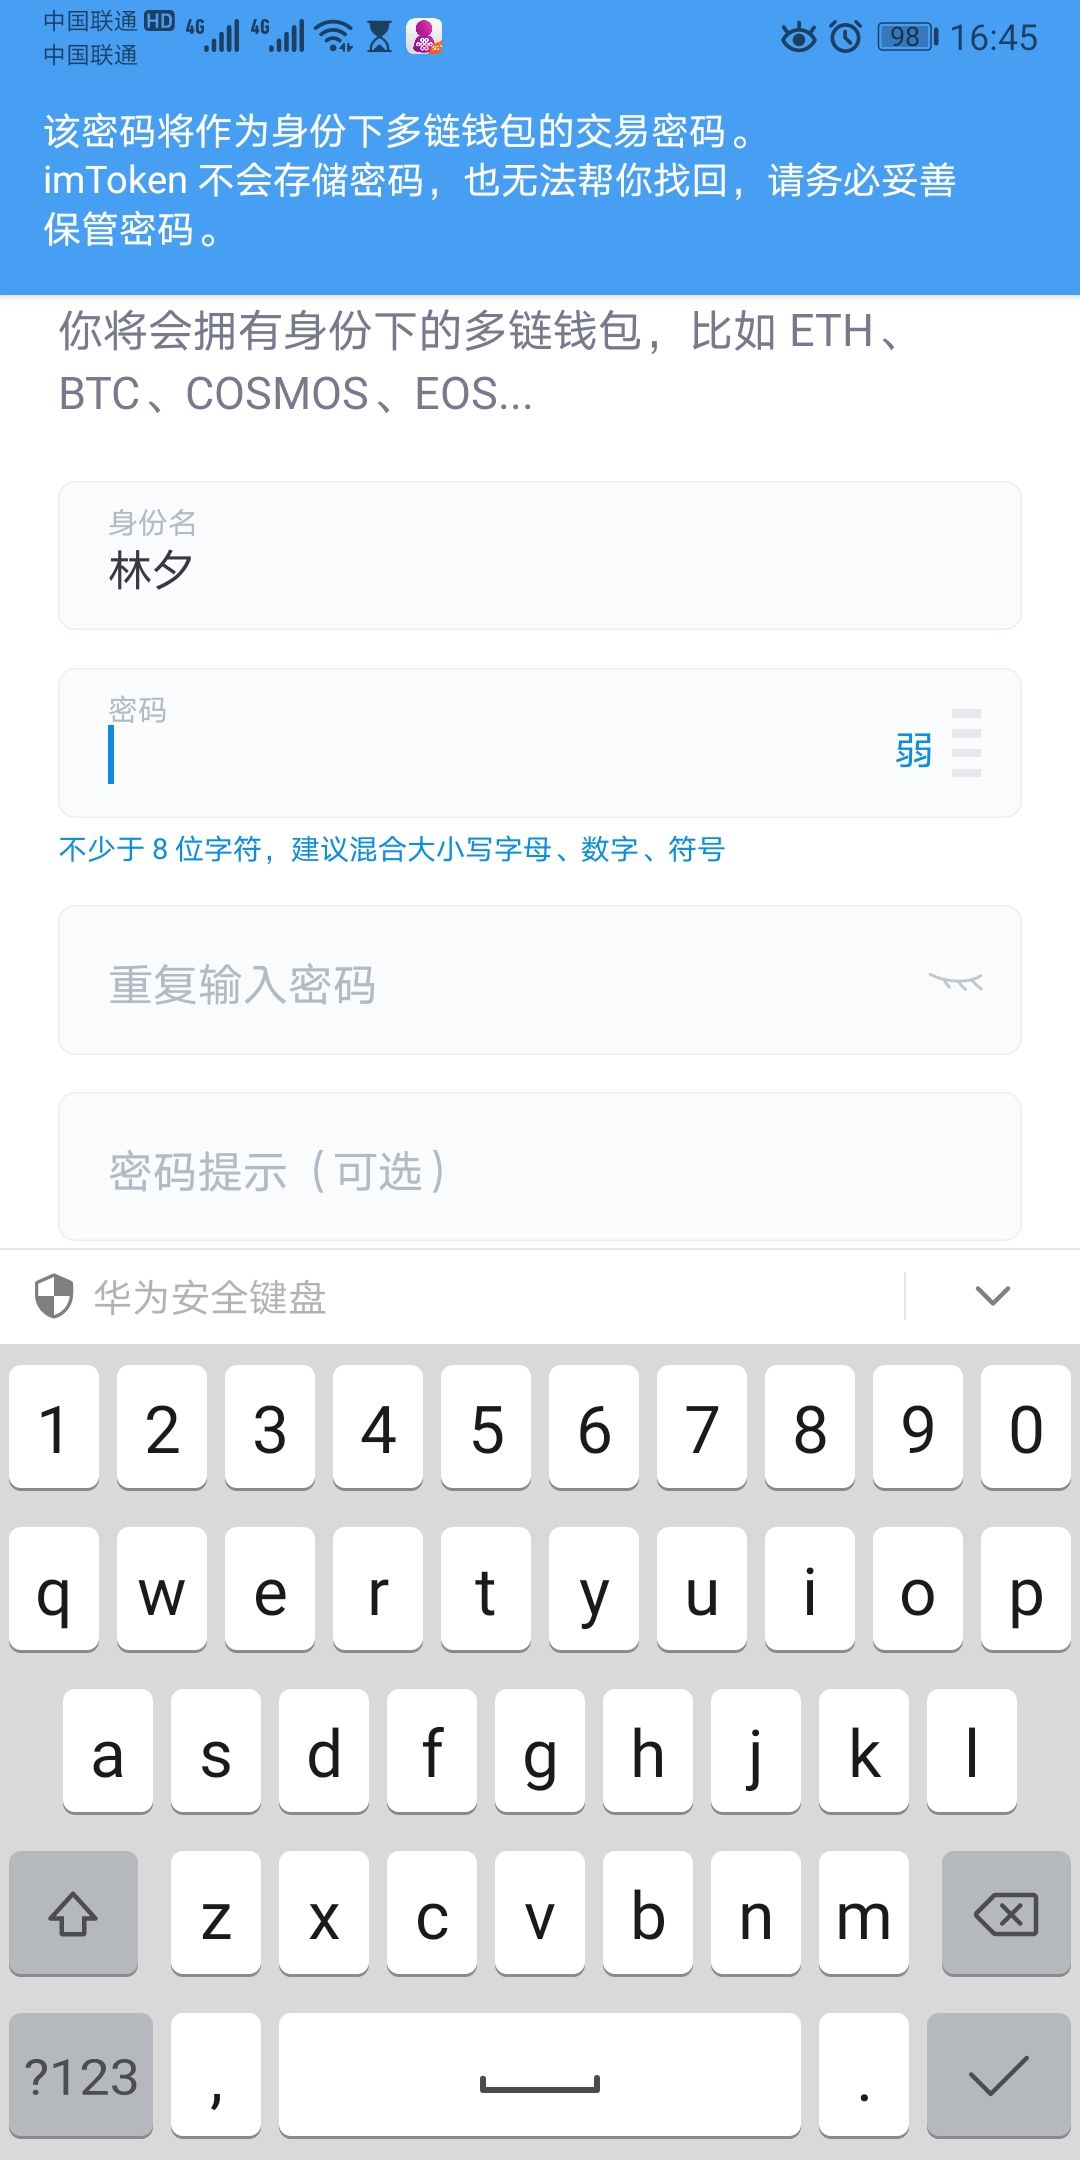 中国联通 HD 4G 4G 98 16:45
中国联通
该密码将作为身份下多链钱包的交易密码。
imToken 不会存储密码，也无法帮你找回，请务必妥善
保管密码。
你将会拥有身份下的多链钱包，比如 ETH、
BTC、COSMOS、EOS...
身份名
林夕
密码
弱
不少于 8 位字符，建议混合大小写字母、数字、符号
重复输入密码
密码提示（可选）
华为安全键盘
1 2 3 4 5 6 7 8 9 0
q w e r t y u i o p
a s d f g h j k l
z x c v b n m
?123 , .